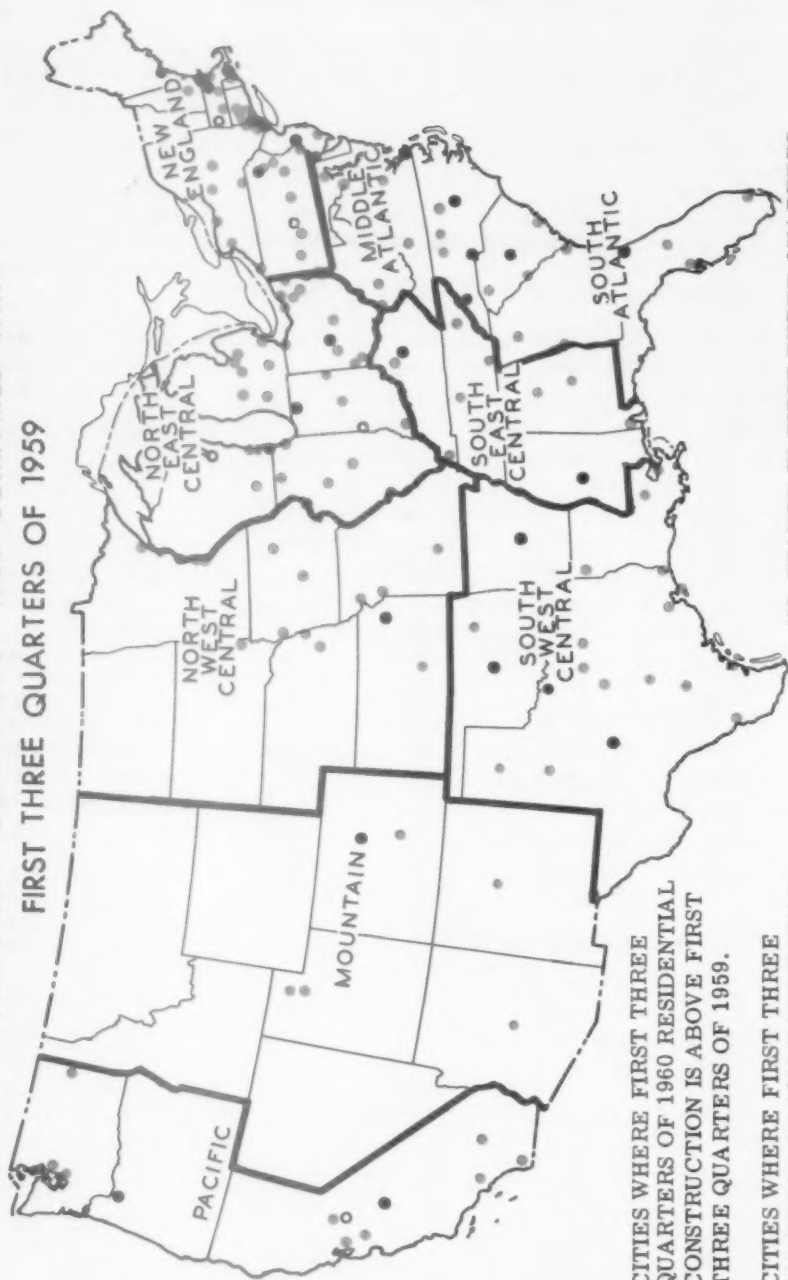 FIRST THREE QUARTERS OF 1959
NEW
ENGLAND
MIDDLE
ATLANTIC
SOUTH
ATLANTIC
NORTH
EAST
CENTRAL
SOUTH
EAST
CENTRAL
NORTH
WEST
CENTRAL
SOUTH
WEST
CENTRAL
MOUNTAIN
PACIFIC
CITIES WHERE FIRST THREE
QUARTERS OF 1960 RESIDENTIAL
CONSTRUCTION IS ABOVE FIRST
THREE QUARTERS OF 1959.
CITIES WHERE FIRST THREE